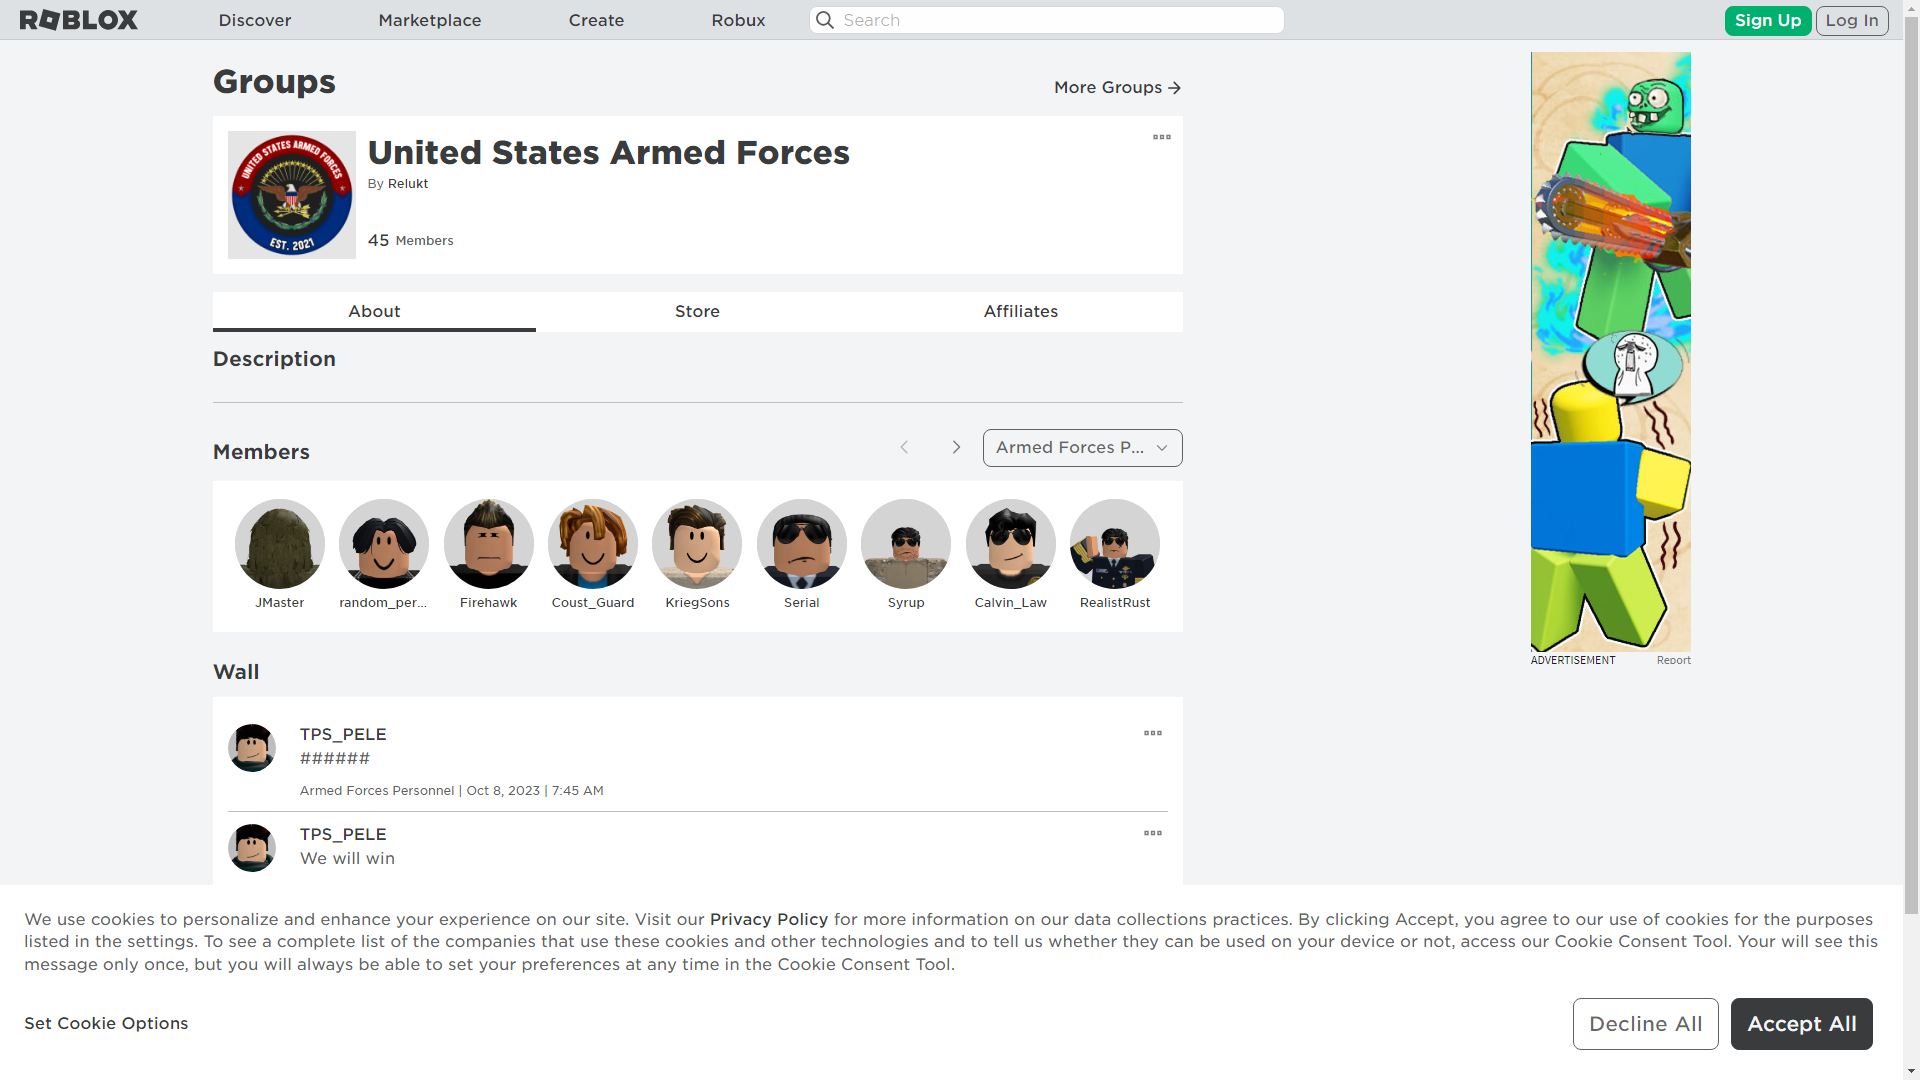 ROBLOX
Discover
Marketplace
Create
Robux
Search
Sign Up
Log In
Groups
More Groups
UNITED STATES ARMED FORCES
EST. 2021
United States Armed Forces
By Relukt
45 Members
About
Store
Affiliates
Description
Members
Armed Forces P...
JMaster
random_per...
Firehawk
Coust_Guard
KriegSons
Serial
Syrup
Calvin_Law
RealistRust
ADVERTISEMENT
Report
Wall
TPS_PELE
######
Armed Forces Personnel | Oct 8, 2023 | 7:45 AM
TPS_PELE
We will win
We use cookies to personalize and enhance your experience on our site. Visit our Privacy Policy for more information on our data collections practices. By clicking Accept, you agree to our use of cookies for the purposes
listed in the settings. To see a complete list of the companies that use these cookies and other technologies and to tell us whether they can be used on your device or not, access our Cookie Consent Tool. Your will see this
message only once, but you will always be able to set your preferences at any time in the Cookie Consent Tool.
Set Cookie Options
Decline All
Accept All